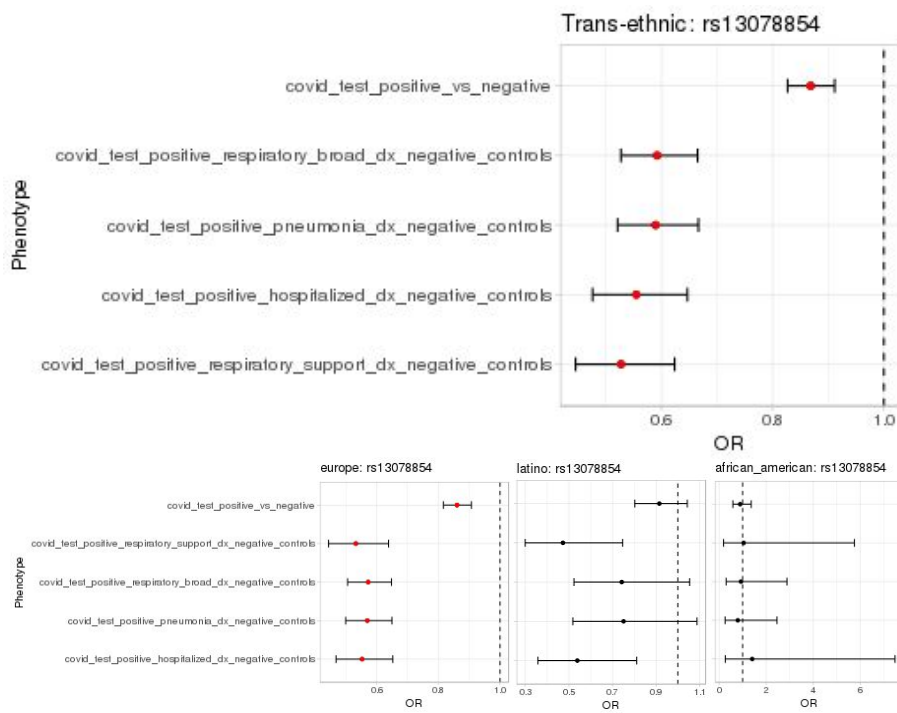 Trans-ethnic: rs13078854
Phenotype
covid_test_positive_vs_negative
covid_test_positive_respiratory_broad_dx_negative_controls
covid_test_positive_pneumonia_dx_negative_controls
covid_test_positive_hospitalized_dx_negative_controls
covid_test_positive_respiratory_support_dx_negative_controls
0.6 0.8 1.0
OR
europe: rs13078854 latino: rs13078854 african_american: rs13078854
Phenotype
covid_test_positive_vs_negative
covid_test_positive_respiratory_support_dx_negative_controls
covid_test_positive_respiratory_broad_dx_negative_controls
covid_test_positive_pneumonia_dx_negative_controls
covid_test_positive_hospitalized_dx_negative_controls
0.6 0.8 1.0 0.3 0.5 0.7 0.9 1.1 0 2 4 6
OR OR OR